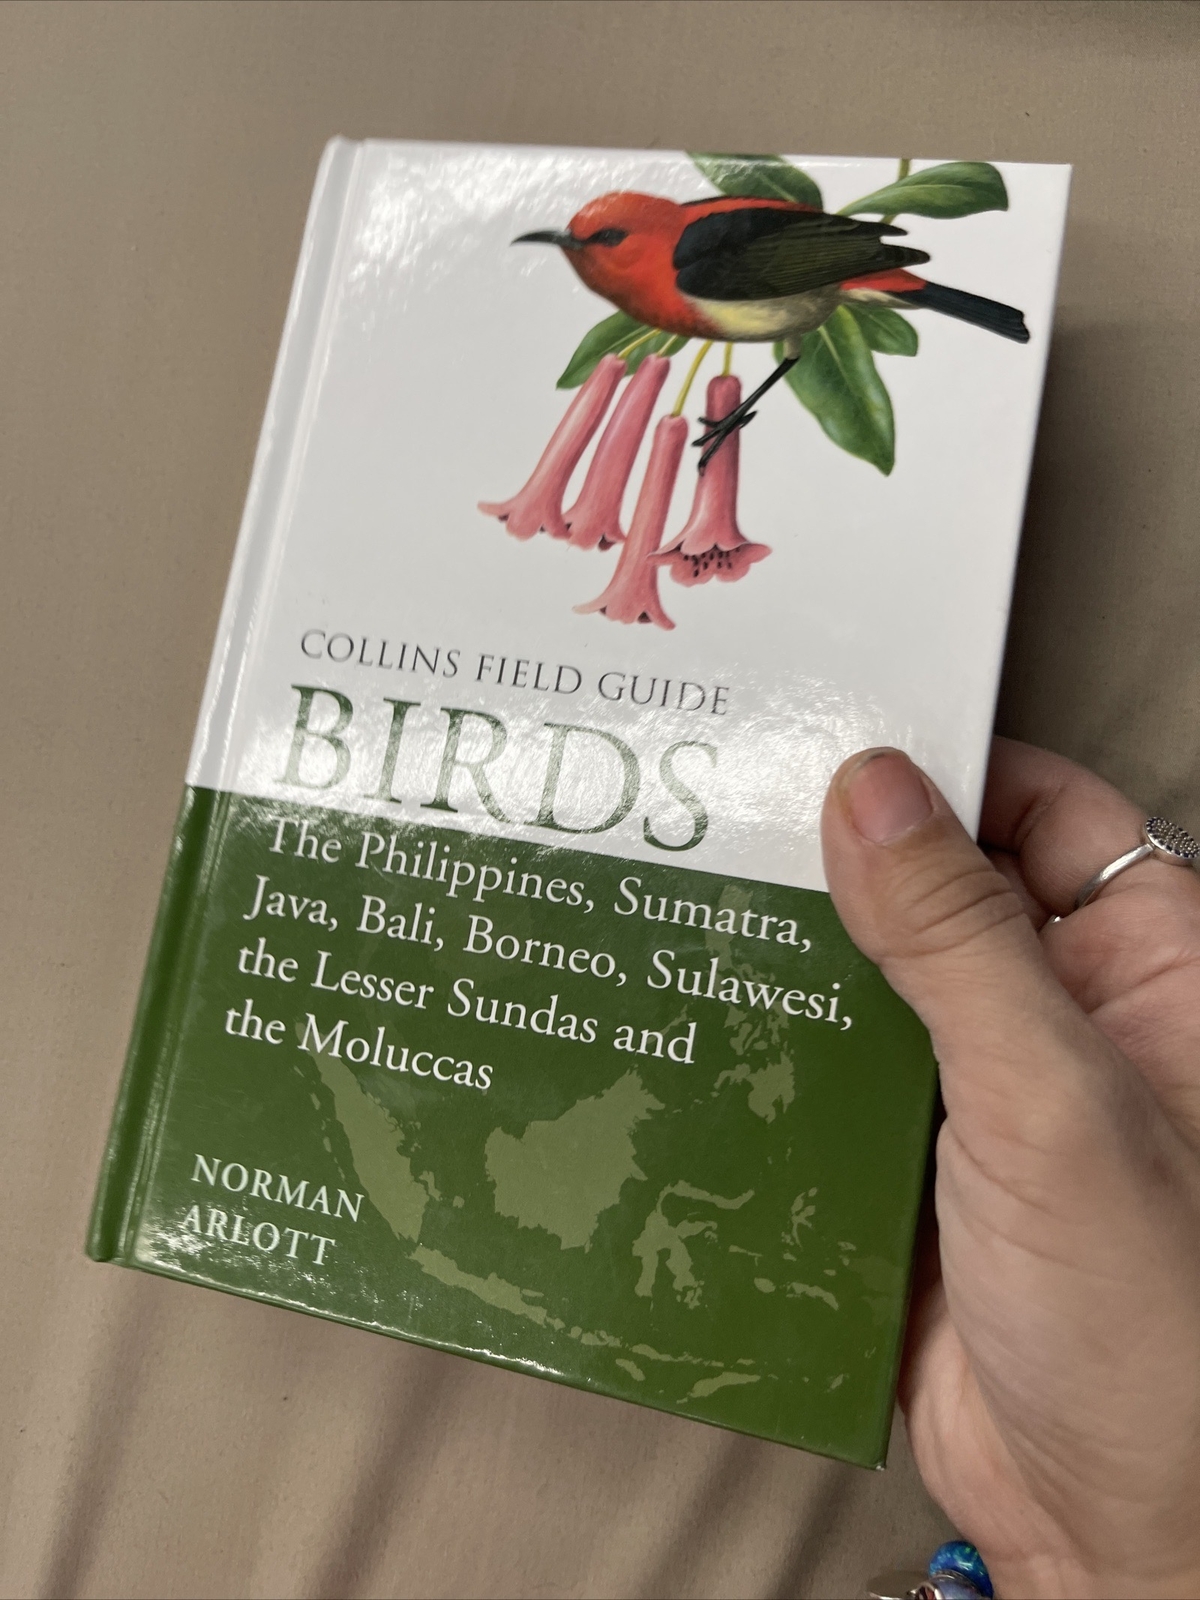 COLLINS FIELD GUIDE
BIRDS
The Philippines, Sumatra,
Java, Bali, Borneo, Sulawesi,
the Lesser Sundas and
the Moluccas
NORMAN
ARLOTT